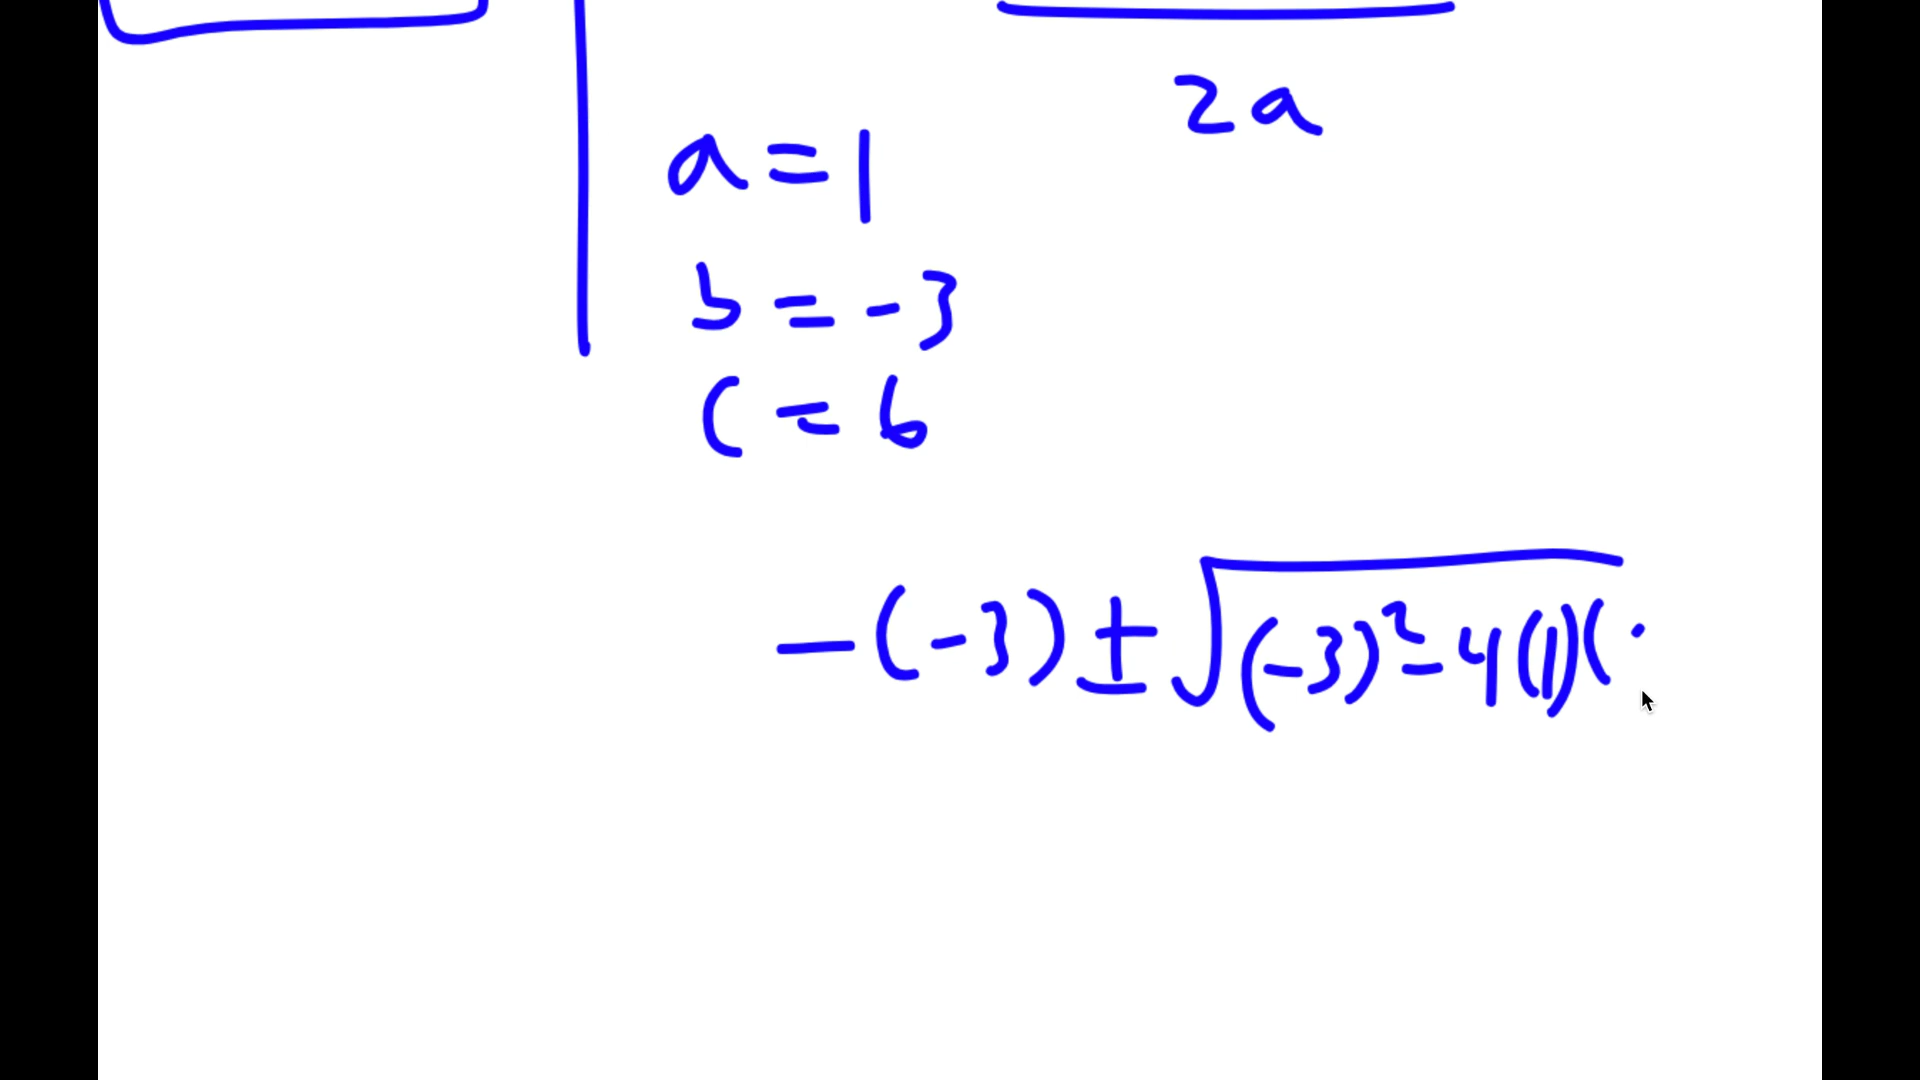 2a
a=1
b = -3
c = 6
-(-3) ± √(-3)²-4(1)(